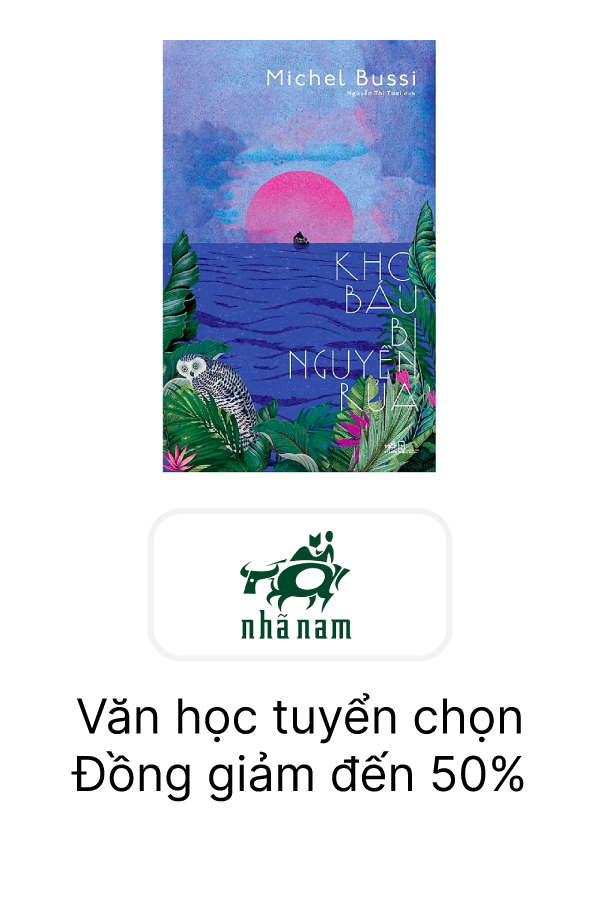 Michel Bussi
Nguyễn Thị Tươi dịch
KHO
BÁU
BỊ
NGUYỀN
RỦA
nhã nam
Văn học tuyển chọn
Đồng giảm đến 50%